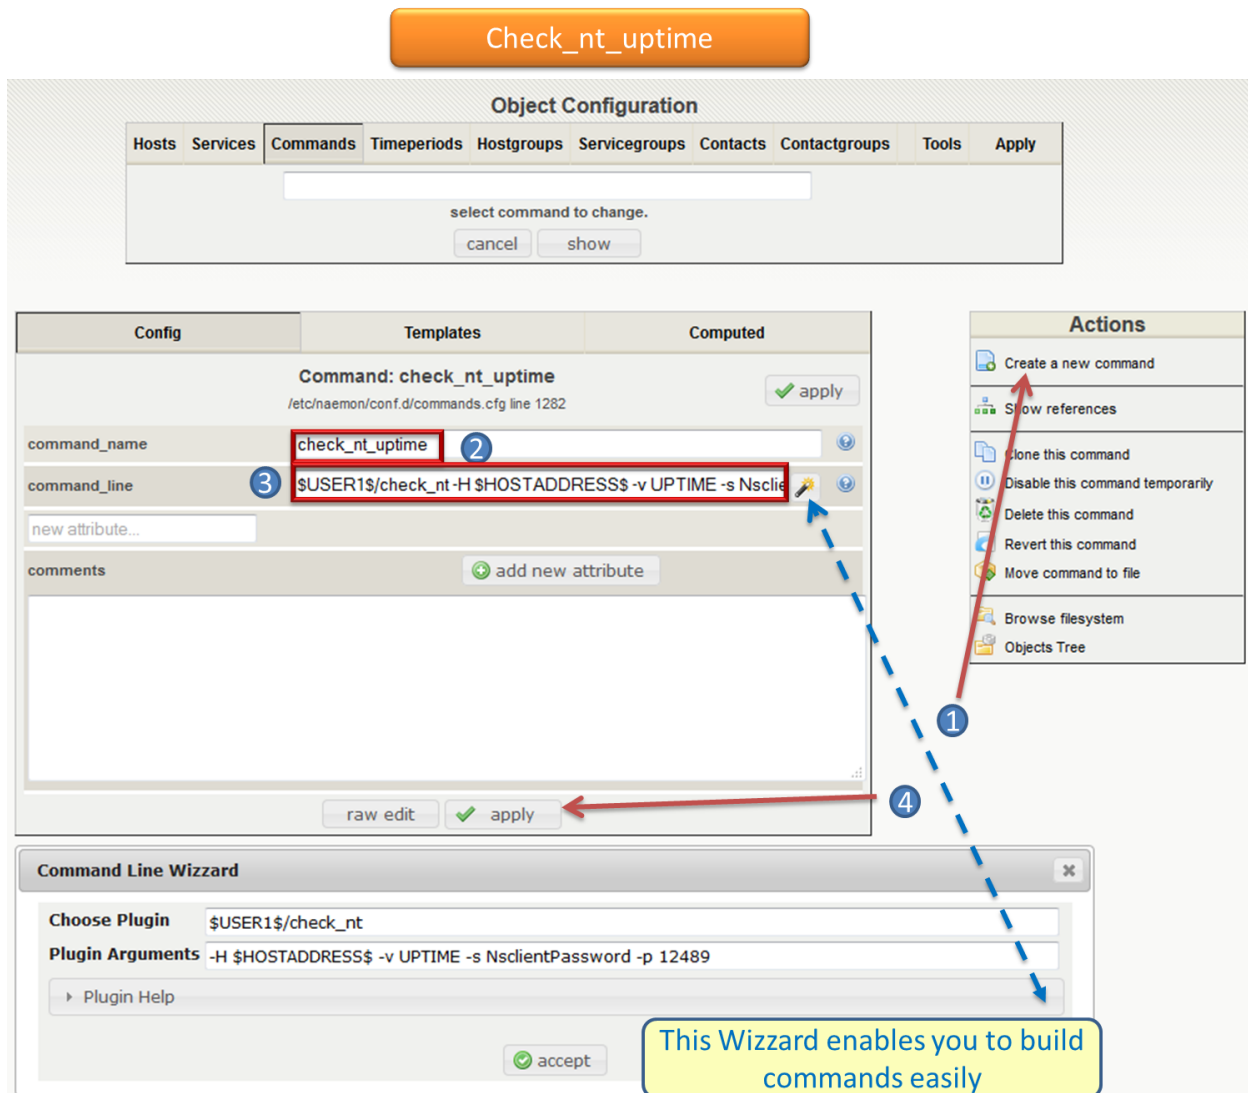 Check_nt_uptime
Object Configuration
Hosts Services Commands Timeperiods Hostgroups Servicegroups Contacts Contactgroups Tools Apply
select command to change.
cancel show
Config Templates Computed
Command: check_nt_uptime
/etc/naemon/conf.d/commands.cfg line 1282
apply
command_name check_nt_uptime 2
3 command_line $USER1$/check_nt -H $HOSTADDRESS$ -v UPTIME -s Nsclie
new attribute...
comments add new attribute
raw edit apply
4
Actions
Create a new command
Show references
Clone this command
Disable this command temporarily
Delete this command
Revert this command
Move command to file
Browse filesystem
Objects Tree
1
Command Line Wizzard
Choose Plugin $USER1$/check_nt
Plugin Arguments -H $HOSTADDRESS$ -v UPTIME -s NsclientPassword -p 12489
Plugin Help
accept
This Wizzard enables you to build
commands easily